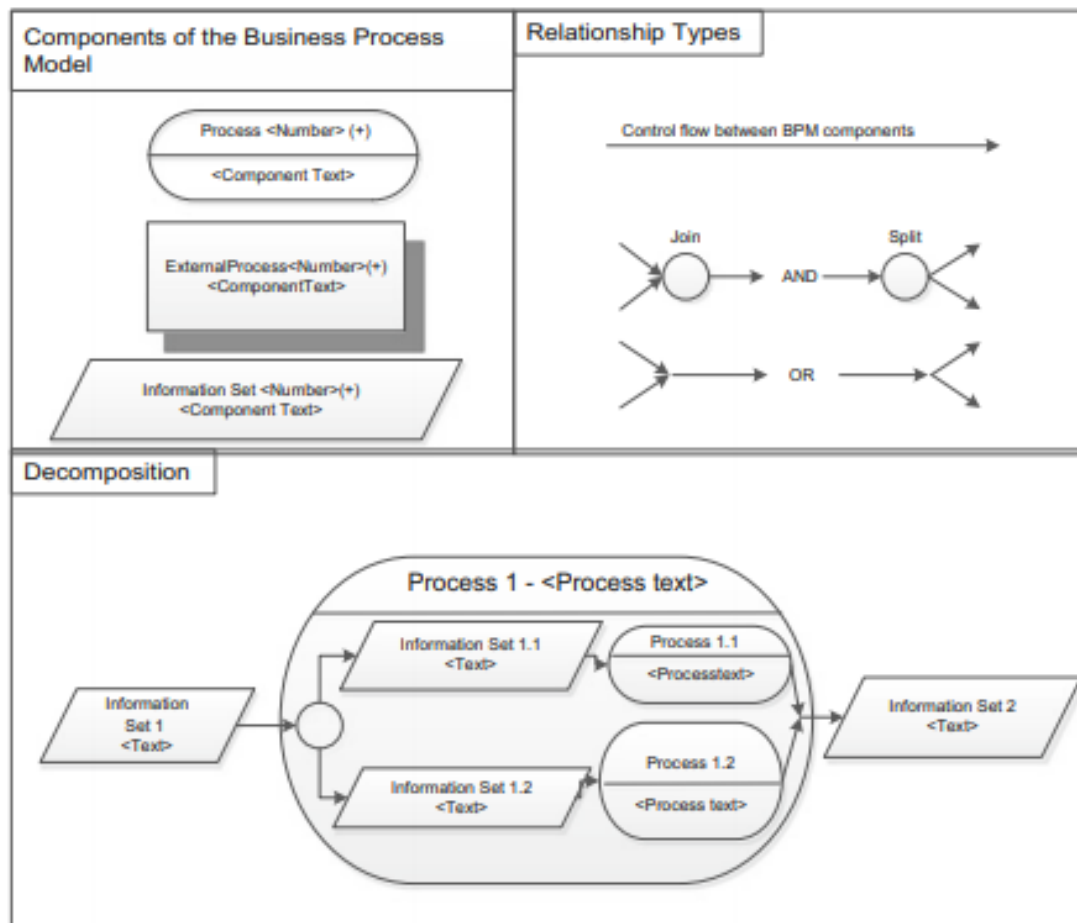 Components of the Business Process
Model
Process <Number> (+)
<Component Text>
ExternalProcess<Number>(+)
<ComponentText>
Information Set <Number>(+)
<Component Text>
Relationship Types
Control flow between BPM components
Join
AND
Split
OR
Decomposition
Process 1 - <Process text>
Information
Set 1
<Text>
Information Set 1.1
<Text>
Process 1.1
<Processtext>
Information Set 1.2
<Text>
Process 1.2
<Process text>
Information Set 2
<Text>